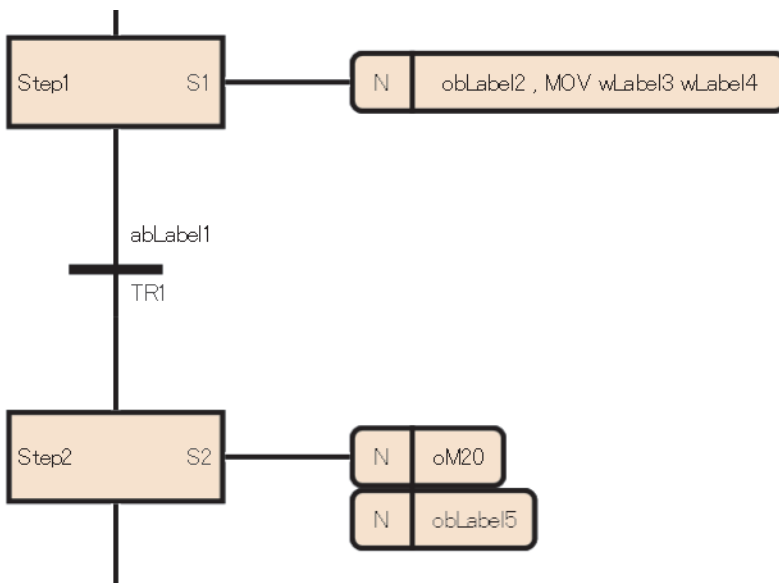 Step1 S1 N obLabel2 , MOV wLabel3 wLabel4
abLabel1
TR1
Step2 S2 N oM20
N obLabel5